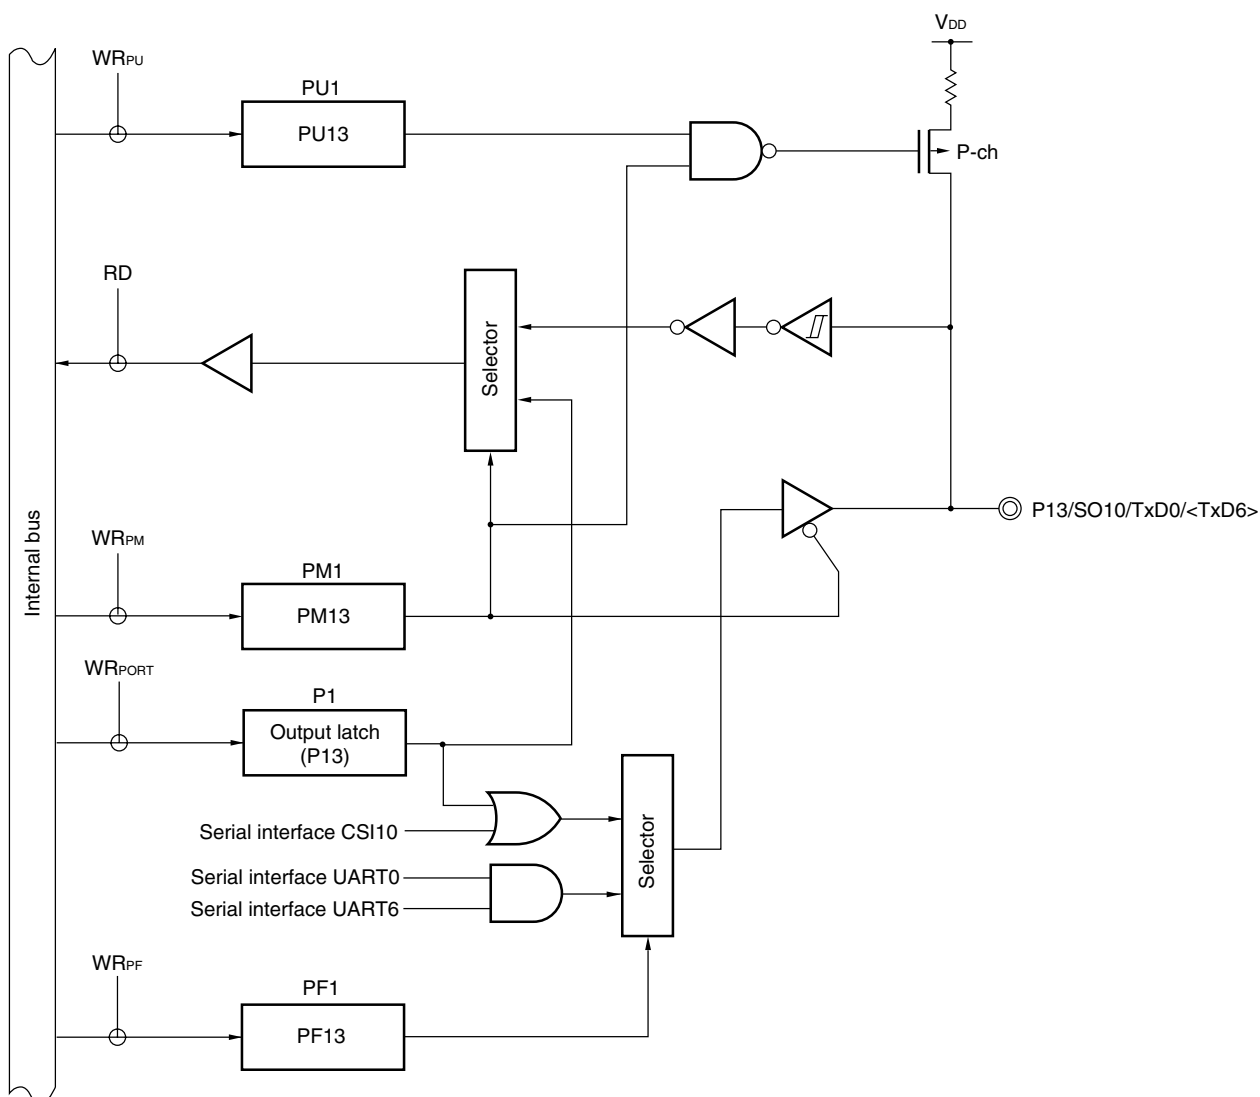 VDD
WRPU
PU1
PU13
P-ch
RD
Selector
P13/SO10/TxD0/<TxD6>
WRPM
Internal bus
PM1
PM13
WRPORT
P1
Output latch
(P13)
Serial interface CSI10
Selector
Serial interface UART0
Serial interface UART6
WRPF
PF1
PF13